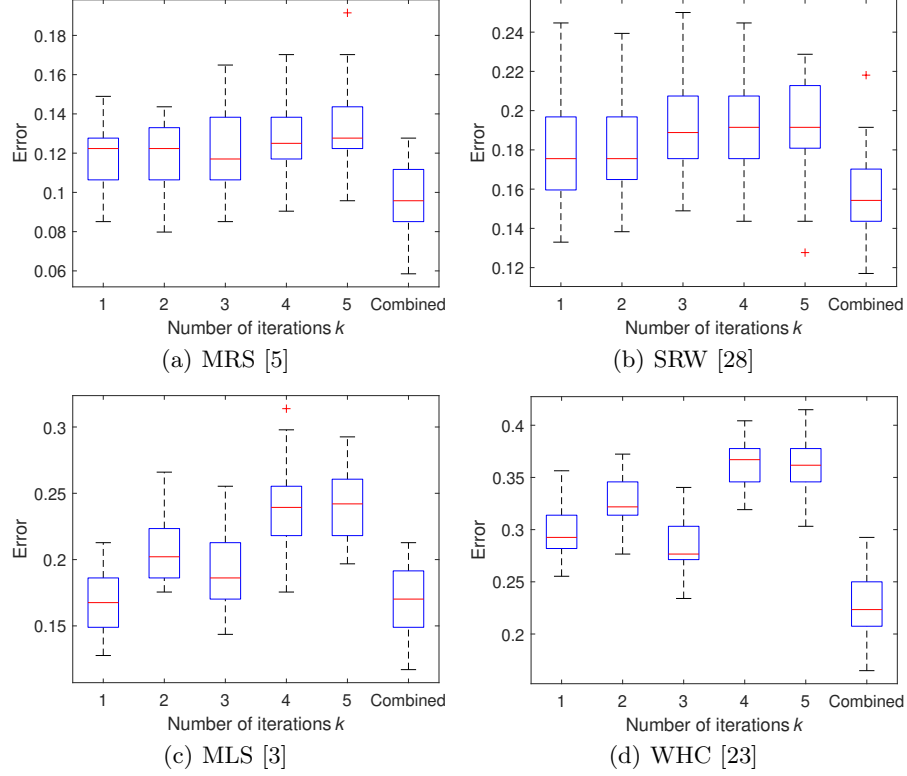 0.18
0.16
0.14
0.12
0.1
0.08
0.06
Error
1 2 3 4 5 Combined
Number of iterations k
(a) MRS [5]
0.24
0.22
0.2
0.18
0.16
0.14
0.12
Error
1 2 3 4 5 Combined
Number of iterations k
(b) SRW [28]
0.3
0.25
0.2
0.15
Error
1 2 3 4 5 Combined
Number of iterations k
(c) MLS [3]
0.4
0.35
0.3
0.25
0.2
Error
1 2 3 4 5 Combined
Number of iterations k
(d) WHC [23]